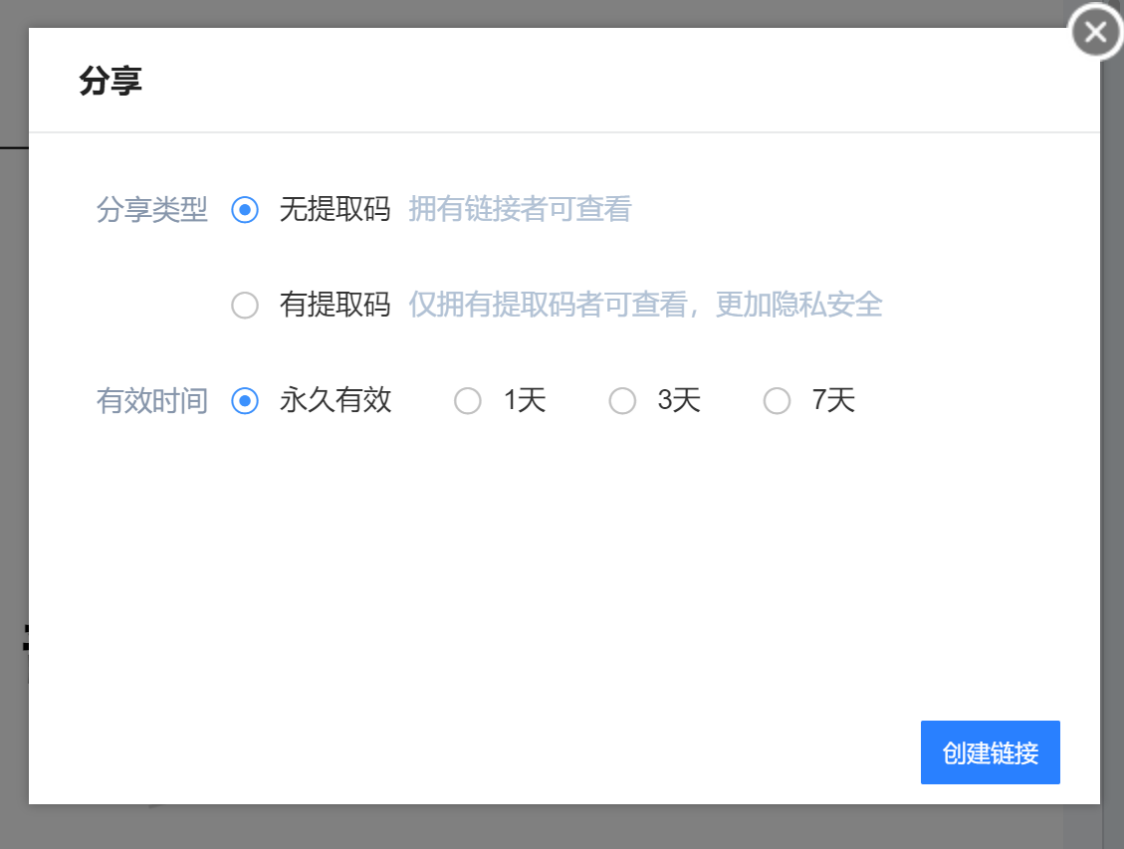 分享
分享类型 无提取码 拥有链接者可查看
有提取码 仅拥有提取码者可查看，更加隐私安全
有效时间 永久有效 1天 3天 7天
创建链接